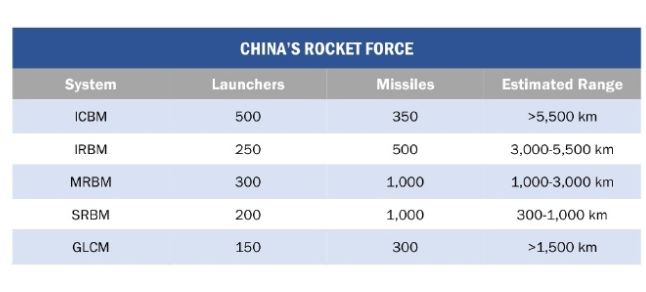 CHINA'S ROCKET FORCE
System Launchers Missiles Estimated Range
ICBM 500 350 >5,500 km
IRBM 250 500 3,000-5,500 km
MRBM 300 1,000 1,000-3,000 km
SRBM 200 1,000 300-1,000 km
GLCM 150 300 >1,500 km